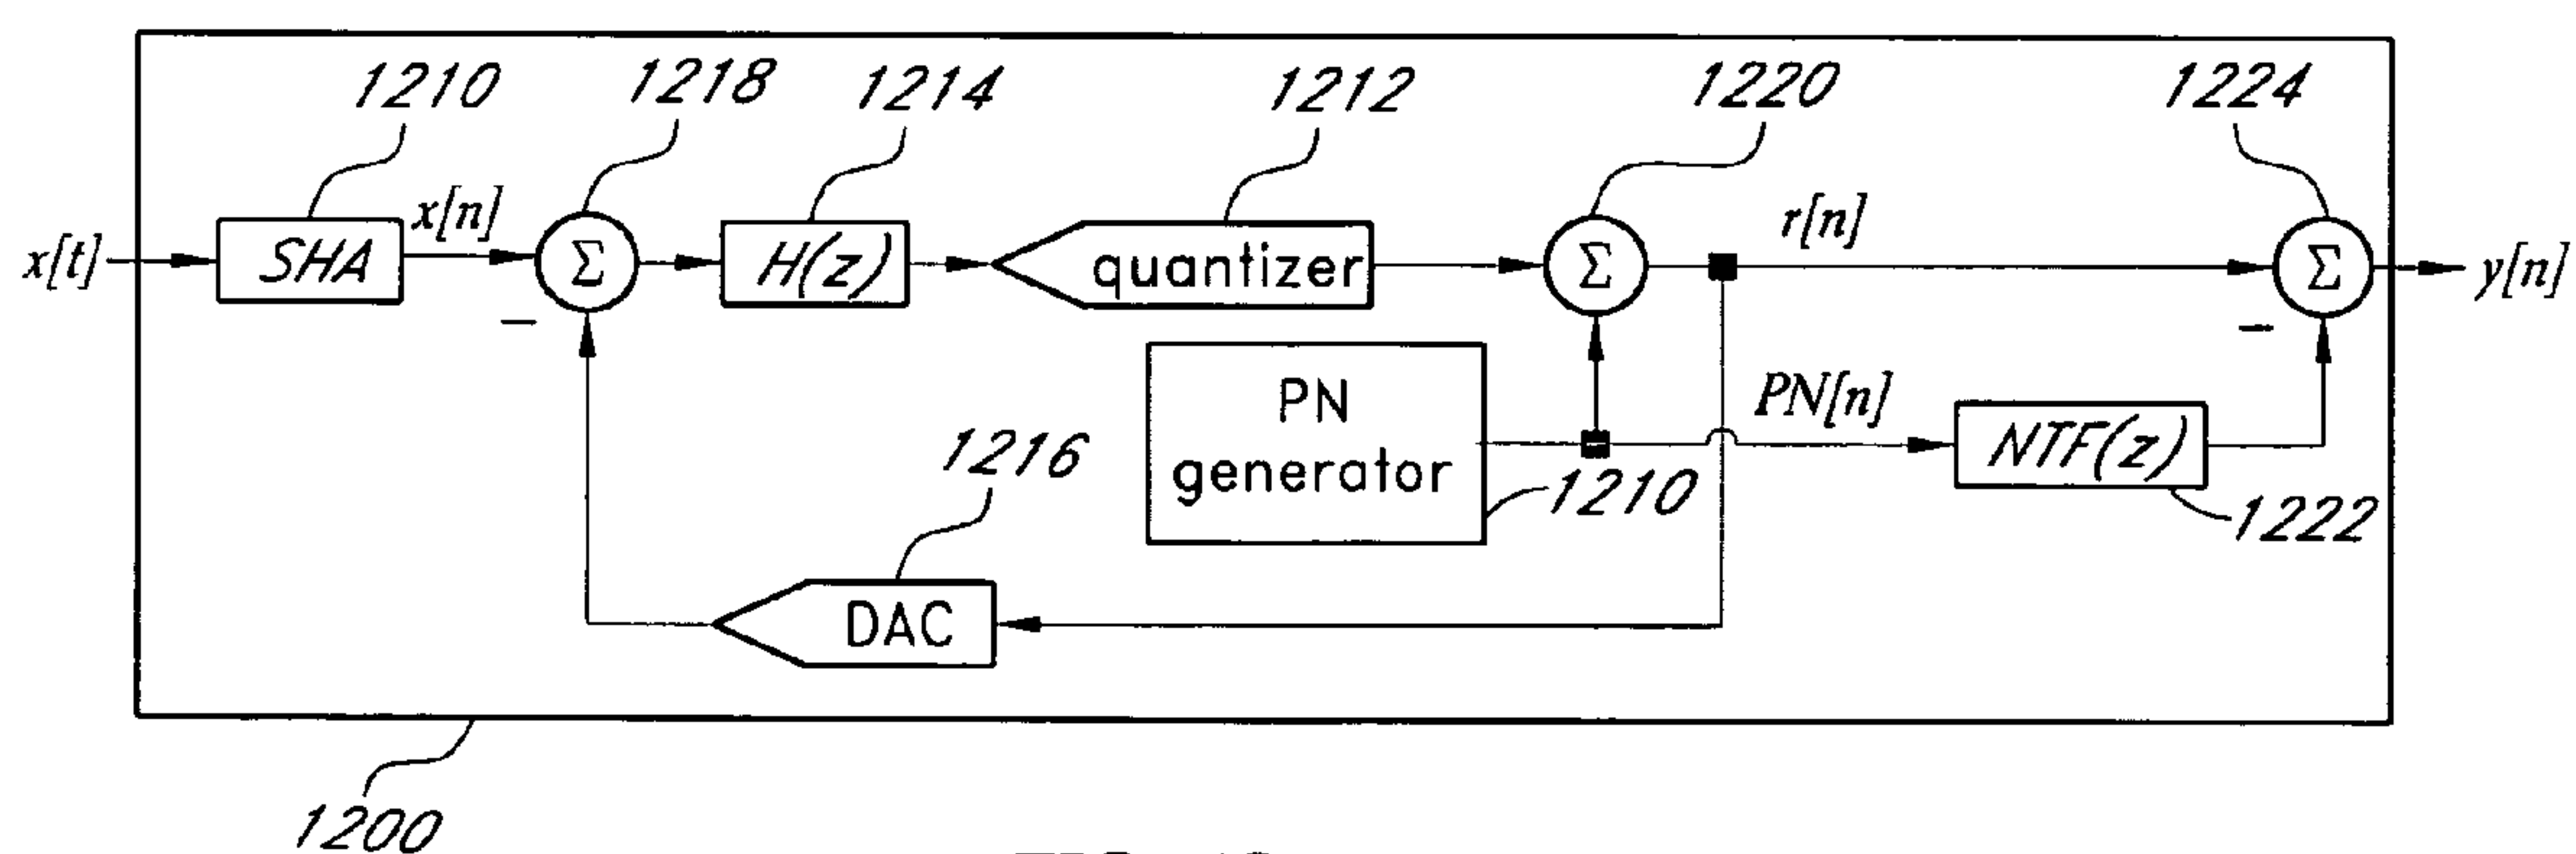 1210
1218
1214
1212
1220
1224
x[t]
SHA
x[n]
Σ
H(z)
quantizer
Σ
r[n]
Σ
y[n]
−
−
PN
generator
1210
PN[n]
NTF(z)
1222
1216
DAC
1200